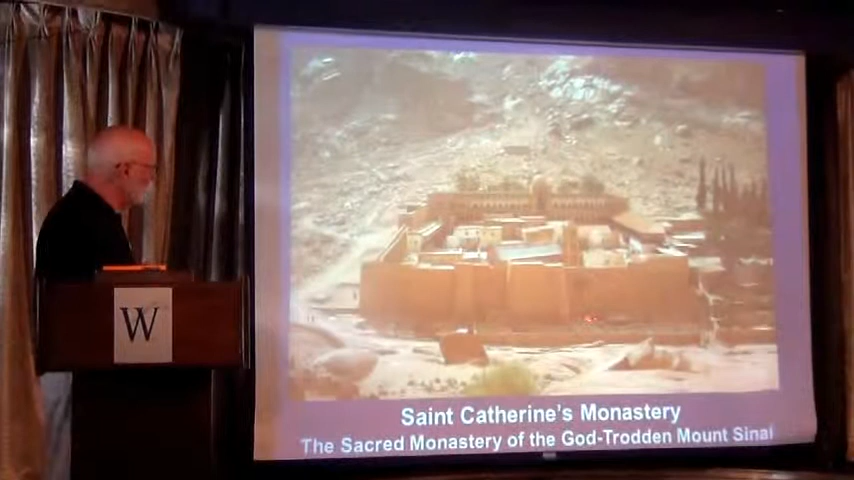 W
Saint Catherine's Monastery
The Sacred Monastery of the God-Trodden Mount Sinai